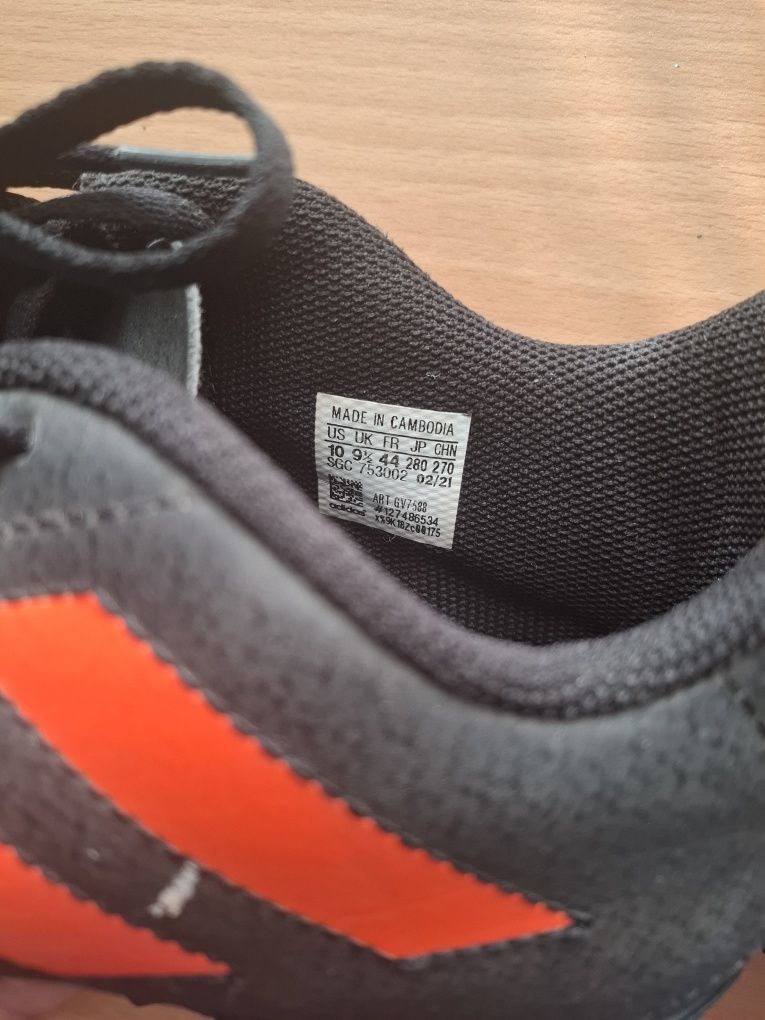 MADE IN CAMBODIA
US UK FR JP CHN
10 9½ 44 280 270
SGC 753002 02/21
ART GV7588
#127486534
adidas